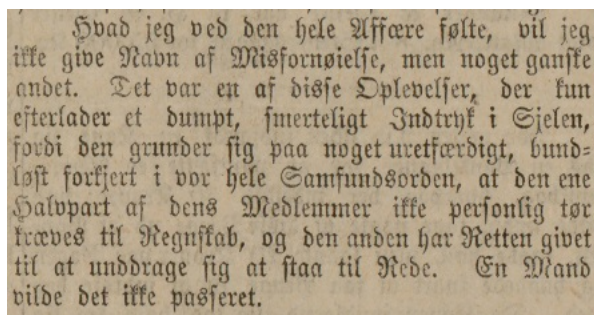 Hvad jeg ved den hele Affære følte, vil jeg
ikke give Navn af Misfornøielse, men noget ganske
andet. Det var en af disse Oplevelser, der kun
efterlader et dumpt, smerteligt Indtryk i Sjelen,
fordi den grunder sig paa noget uretfærdigt, bund=
løst forkjert i vor hele Samfundsorden, at den ene
Halvpart af dens Medlemmer ikke personlig tør
kræves til Regnskab, og den anden har Retten givet
til at unddrage sig at staa til Rede. En Mand
vilde det ikke passeret.